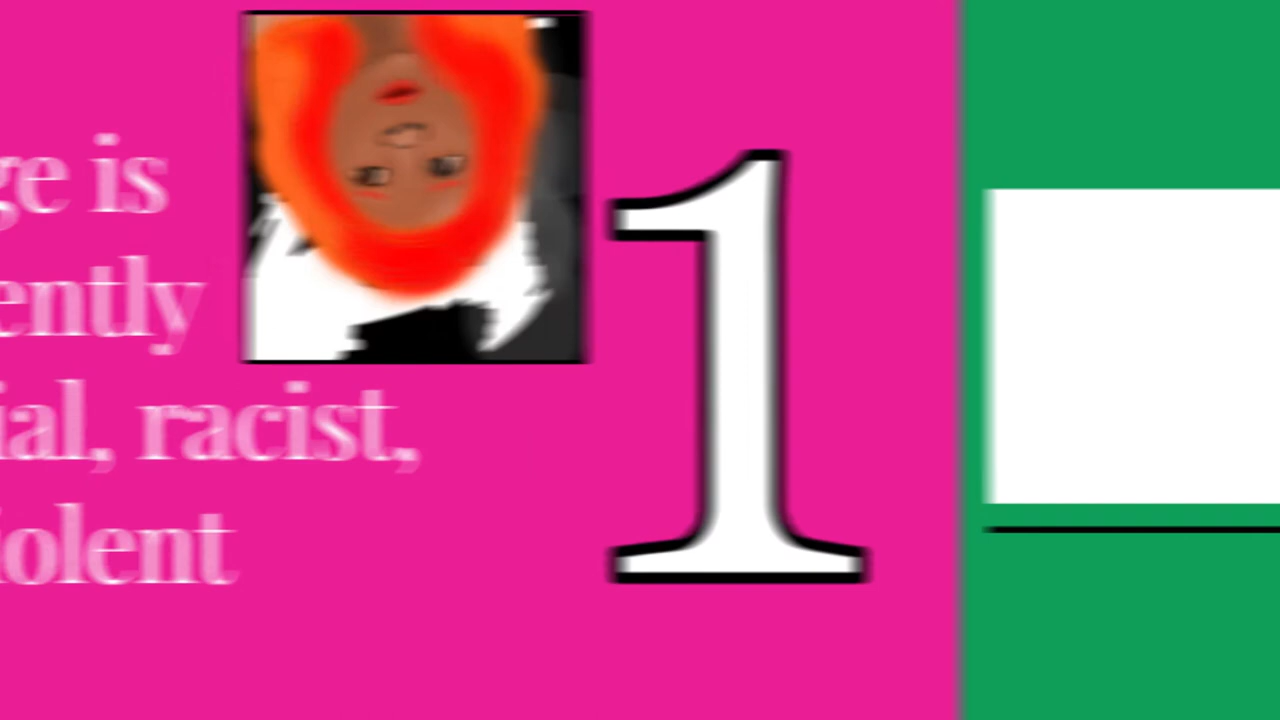 ge is
ently
ial, racist,
iolent
1